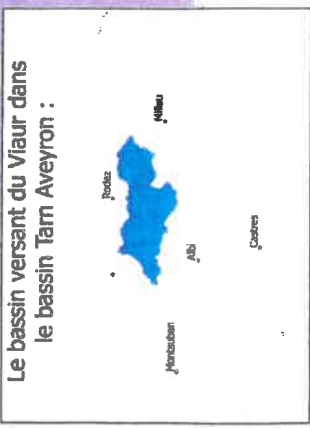 Le bassin versant du Viaur dans
le bassin Tarn Aveyron :
Rodez
Millau
Albi
Montauban
Castres